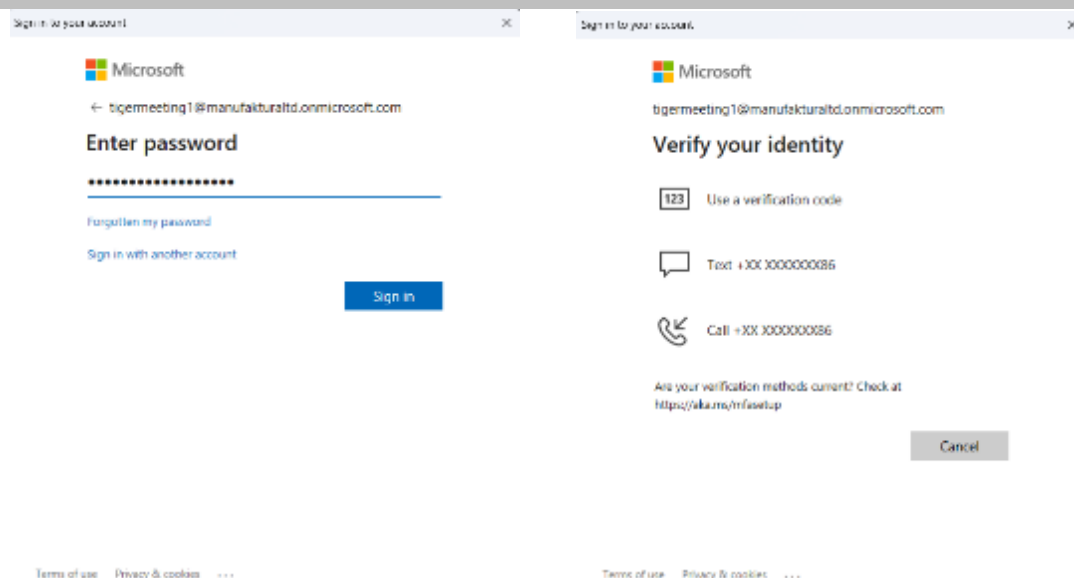 Sign in to your account
Microsoft
← tigermeeting1@manufakturaltd.onmicrosoft.com
Enter password
••••••••••••••••••
Forgotten my password
Sign in with another account
Sign in
Terms of use Privacy & cookies ...
Sign in to your account
Microsoft
tigermeeting1@manufakturaltd.onmicrosoft.com
Verify your identity
123 Use a verification code
Text +XX XXXXXXXX86
Call +XX XXXXXXXX86
Are your verification methods current? Check at
https://aka.ms/mfasetup
Cancel
Terms of use Privacy & cookies ...